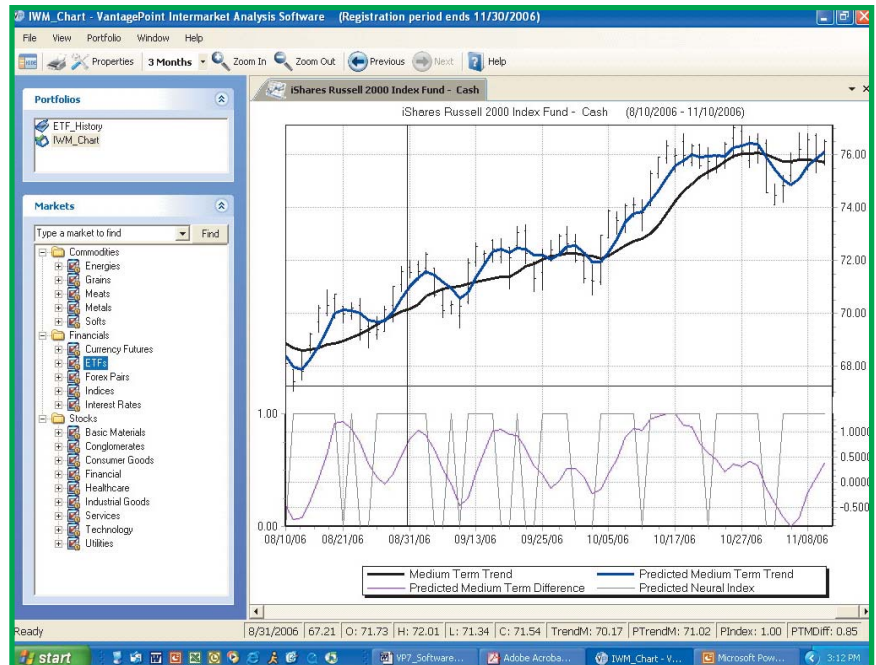 IWM_Chart - VantagePoint Intermarket Analysis Software (Registration period ends 11/30/2006)
File View Portfolio Window Help
Properties 3 Months Zoom In Zoom Out Previous Next Help
Portfolios
ETF_History
IWM_Chart
Markets
Type a market to find Find
Commodities
Energies
Grains
Meats
Metals
Softs
Financials
Currency Futures
ETFs
Forex Pairs
Indices
Interest Rates
Stocks
Basic Materials
Conglomerates
Consumer Goods
Financial
Healthcare
Industrial Goods
Services
Technology
Utilities
iShares Russell 2000 Index Fund - Cash
iShares Russell 2000 Index Fund - Cash (8/10/2006 - 11/10/2006)
76.00
74.00
72.00
70.00
68.00
1.00
1.0000
0.5000
0.0000
-0.500
0.00
08/10/06 08/21/06 08/31/06 09/13/06 09/25/06 10/05/06 10/17/06 10/27/06 11/08/06
Medium Term Trend Predicted Medium Term Trend
Predicted Medium Term Difference Predicted Neural Index
Ready 8/31/2006 67.21 O: 71.73 H: 72.01 L: 71.34 C: 71.54 TrendM: 70.17 PTrendM: 71.02 PIndex: 1.00 PTMDiff: 0.85
start VP7_Software... Adobe Acroba... IWM_Chart - V... Microsoft Pow... 3:12 PM